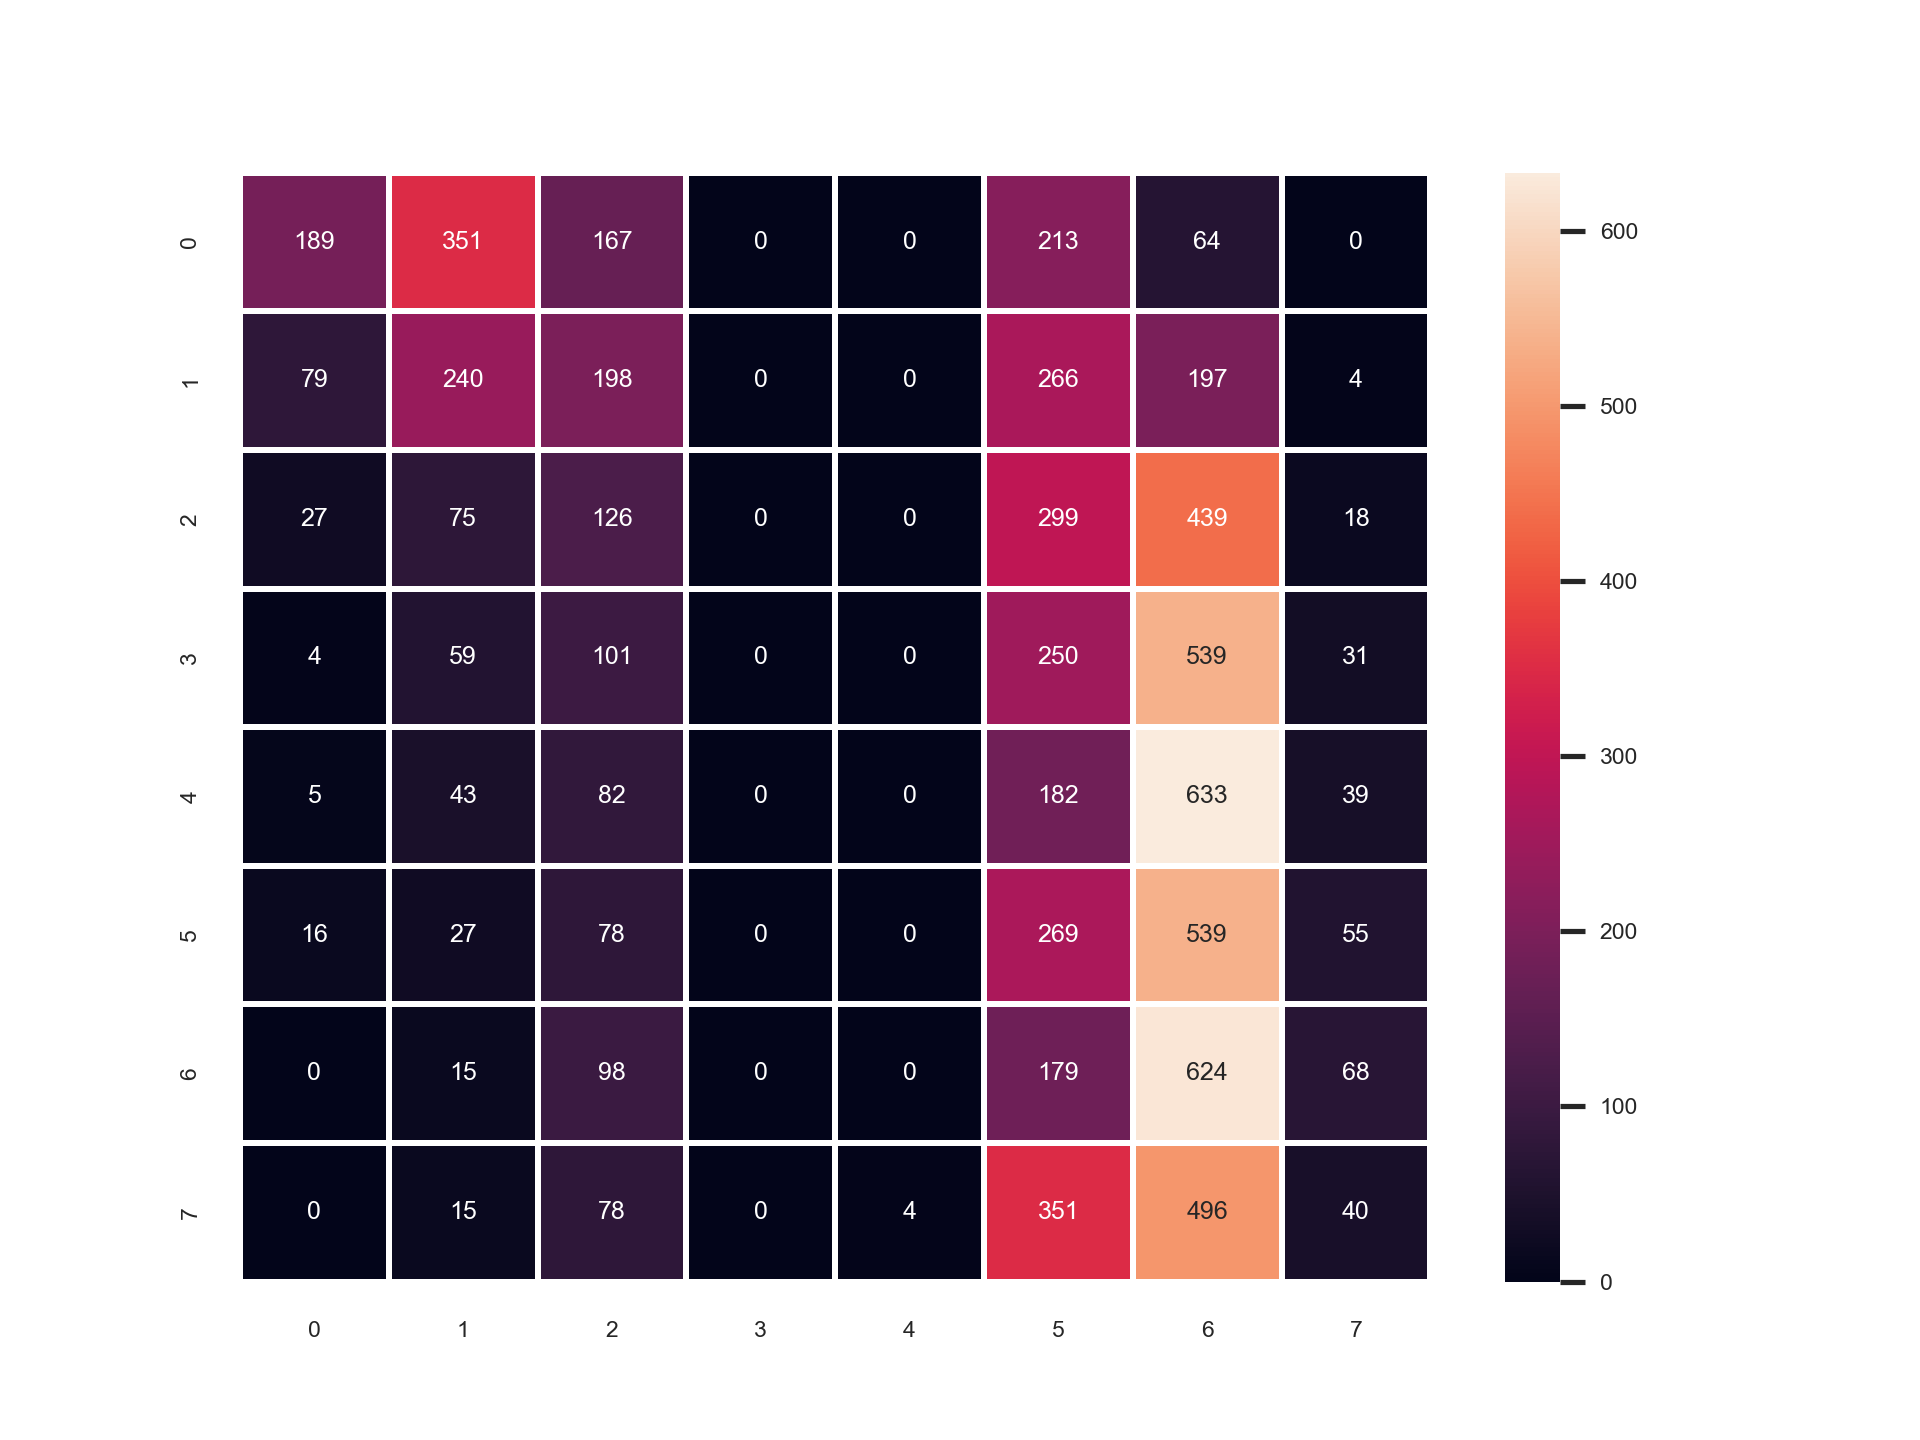 0 189 351 167 0 0 213 64 0
1 79 240 198 0 0 266 197 4
2 27 75 126 0 0 299 439 18
3 4 59 101 0 0 250 539 31
4 5 43 82 0 0 182 633 39
5 16 27 78 0 0 269 539 55
6 0 15 98 0 0 179 624 68
7 0 15 78 0 4 351 496 40
0 1 2 3 4 5 6 7
600
500
400
300
200
100
0